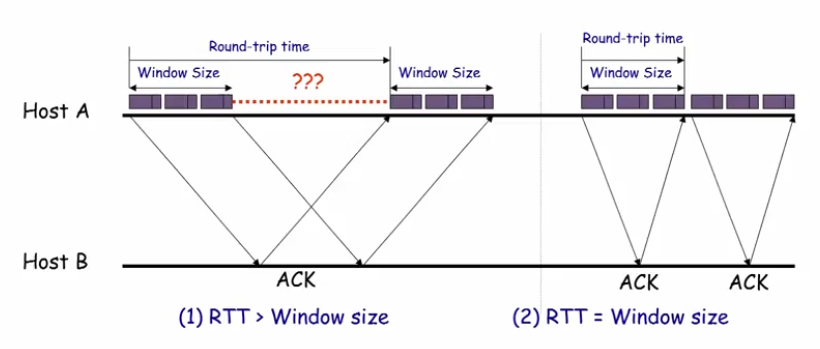 Round-trip time
Round-trip time
Window Size
???
Window Size
Window Size
Host A
Host B
ACK
ACK
ACK
(1) RTT > Window size
(2) RTT = Window size